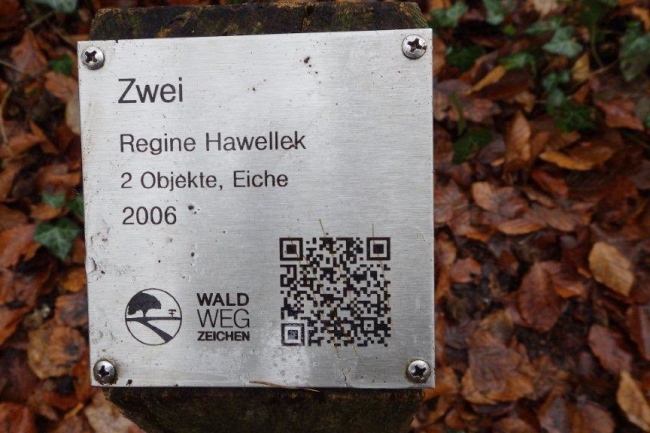 Zwei
Regine Hawellek
2 Objekte, Eiche
2006
WALD
WEG
ZEICHEN